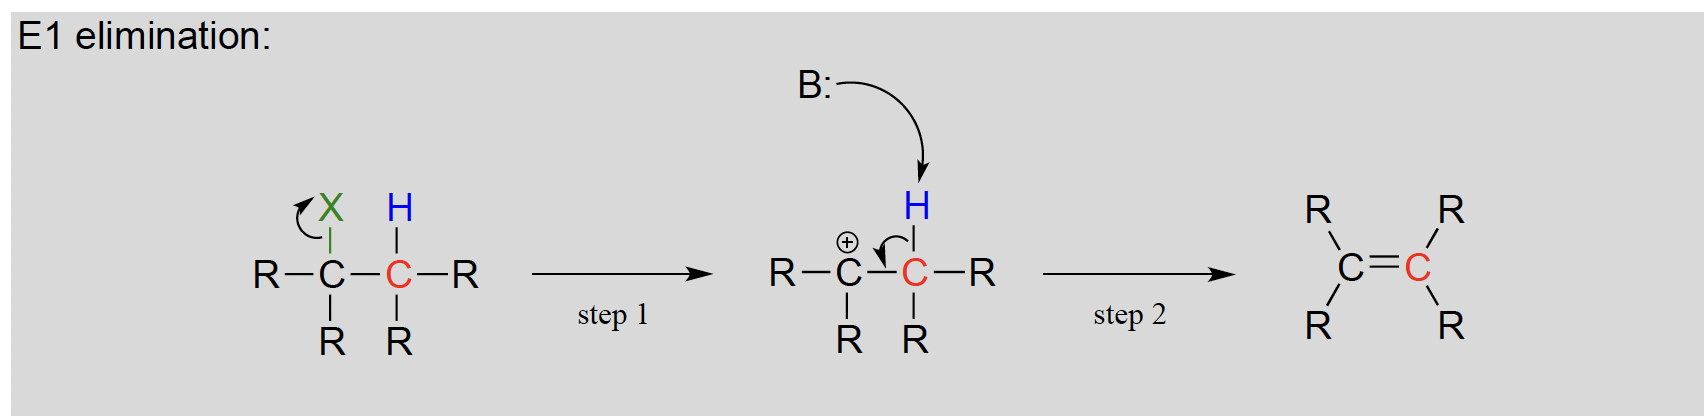 E1 elimination:
B:
X H H
⊕
R C C R R C C R R R
C C
step 1 step 2
R R R R R R